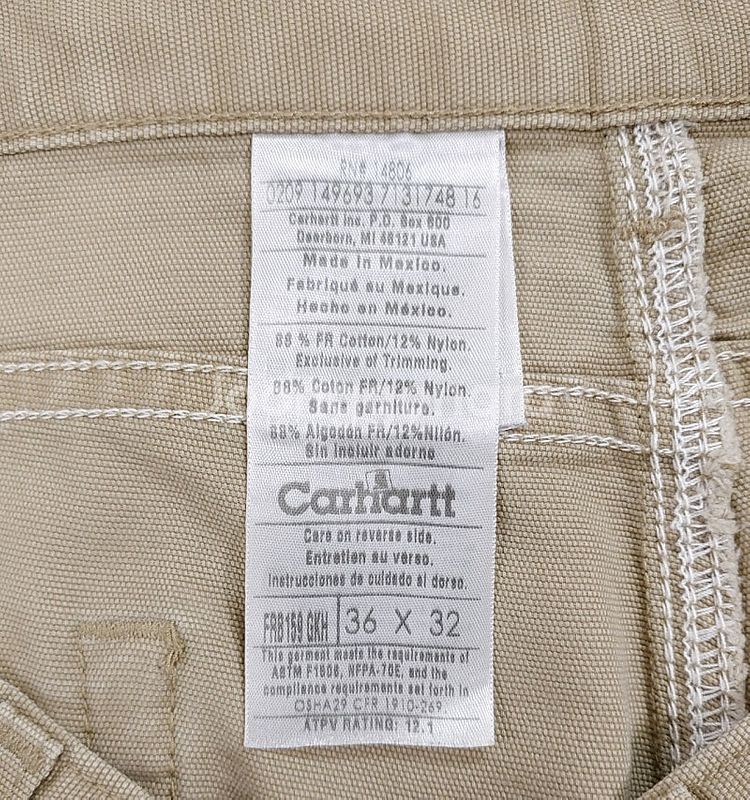 RN# 14806
0209 149693 7131748 16
Carhartt Inc. P.O. Box 600
Dearborn, MI 48121 USA
Made in Mexico.
Fabriqué au Mexique.
Hecho en México.
88 % FR Cotton/12% Nylon.
Exclusive of Trimming.
88% Coton FR/12% Nylon.
Sans garniture.
88% Algodon FR/12%Nilón.
Sin incluir adorno
Carhartt
Care on reverse side.
Entretien au verso.
Instrucciones de cuidado al dorso.
FRB159 GKH 36 X 32
This garment meets the requirements of
ASTM F1506, NFPA-70E, and the
compliance requirements set forth in
OSHA29 CFR 1910-269
ATPV RATING: 12.1